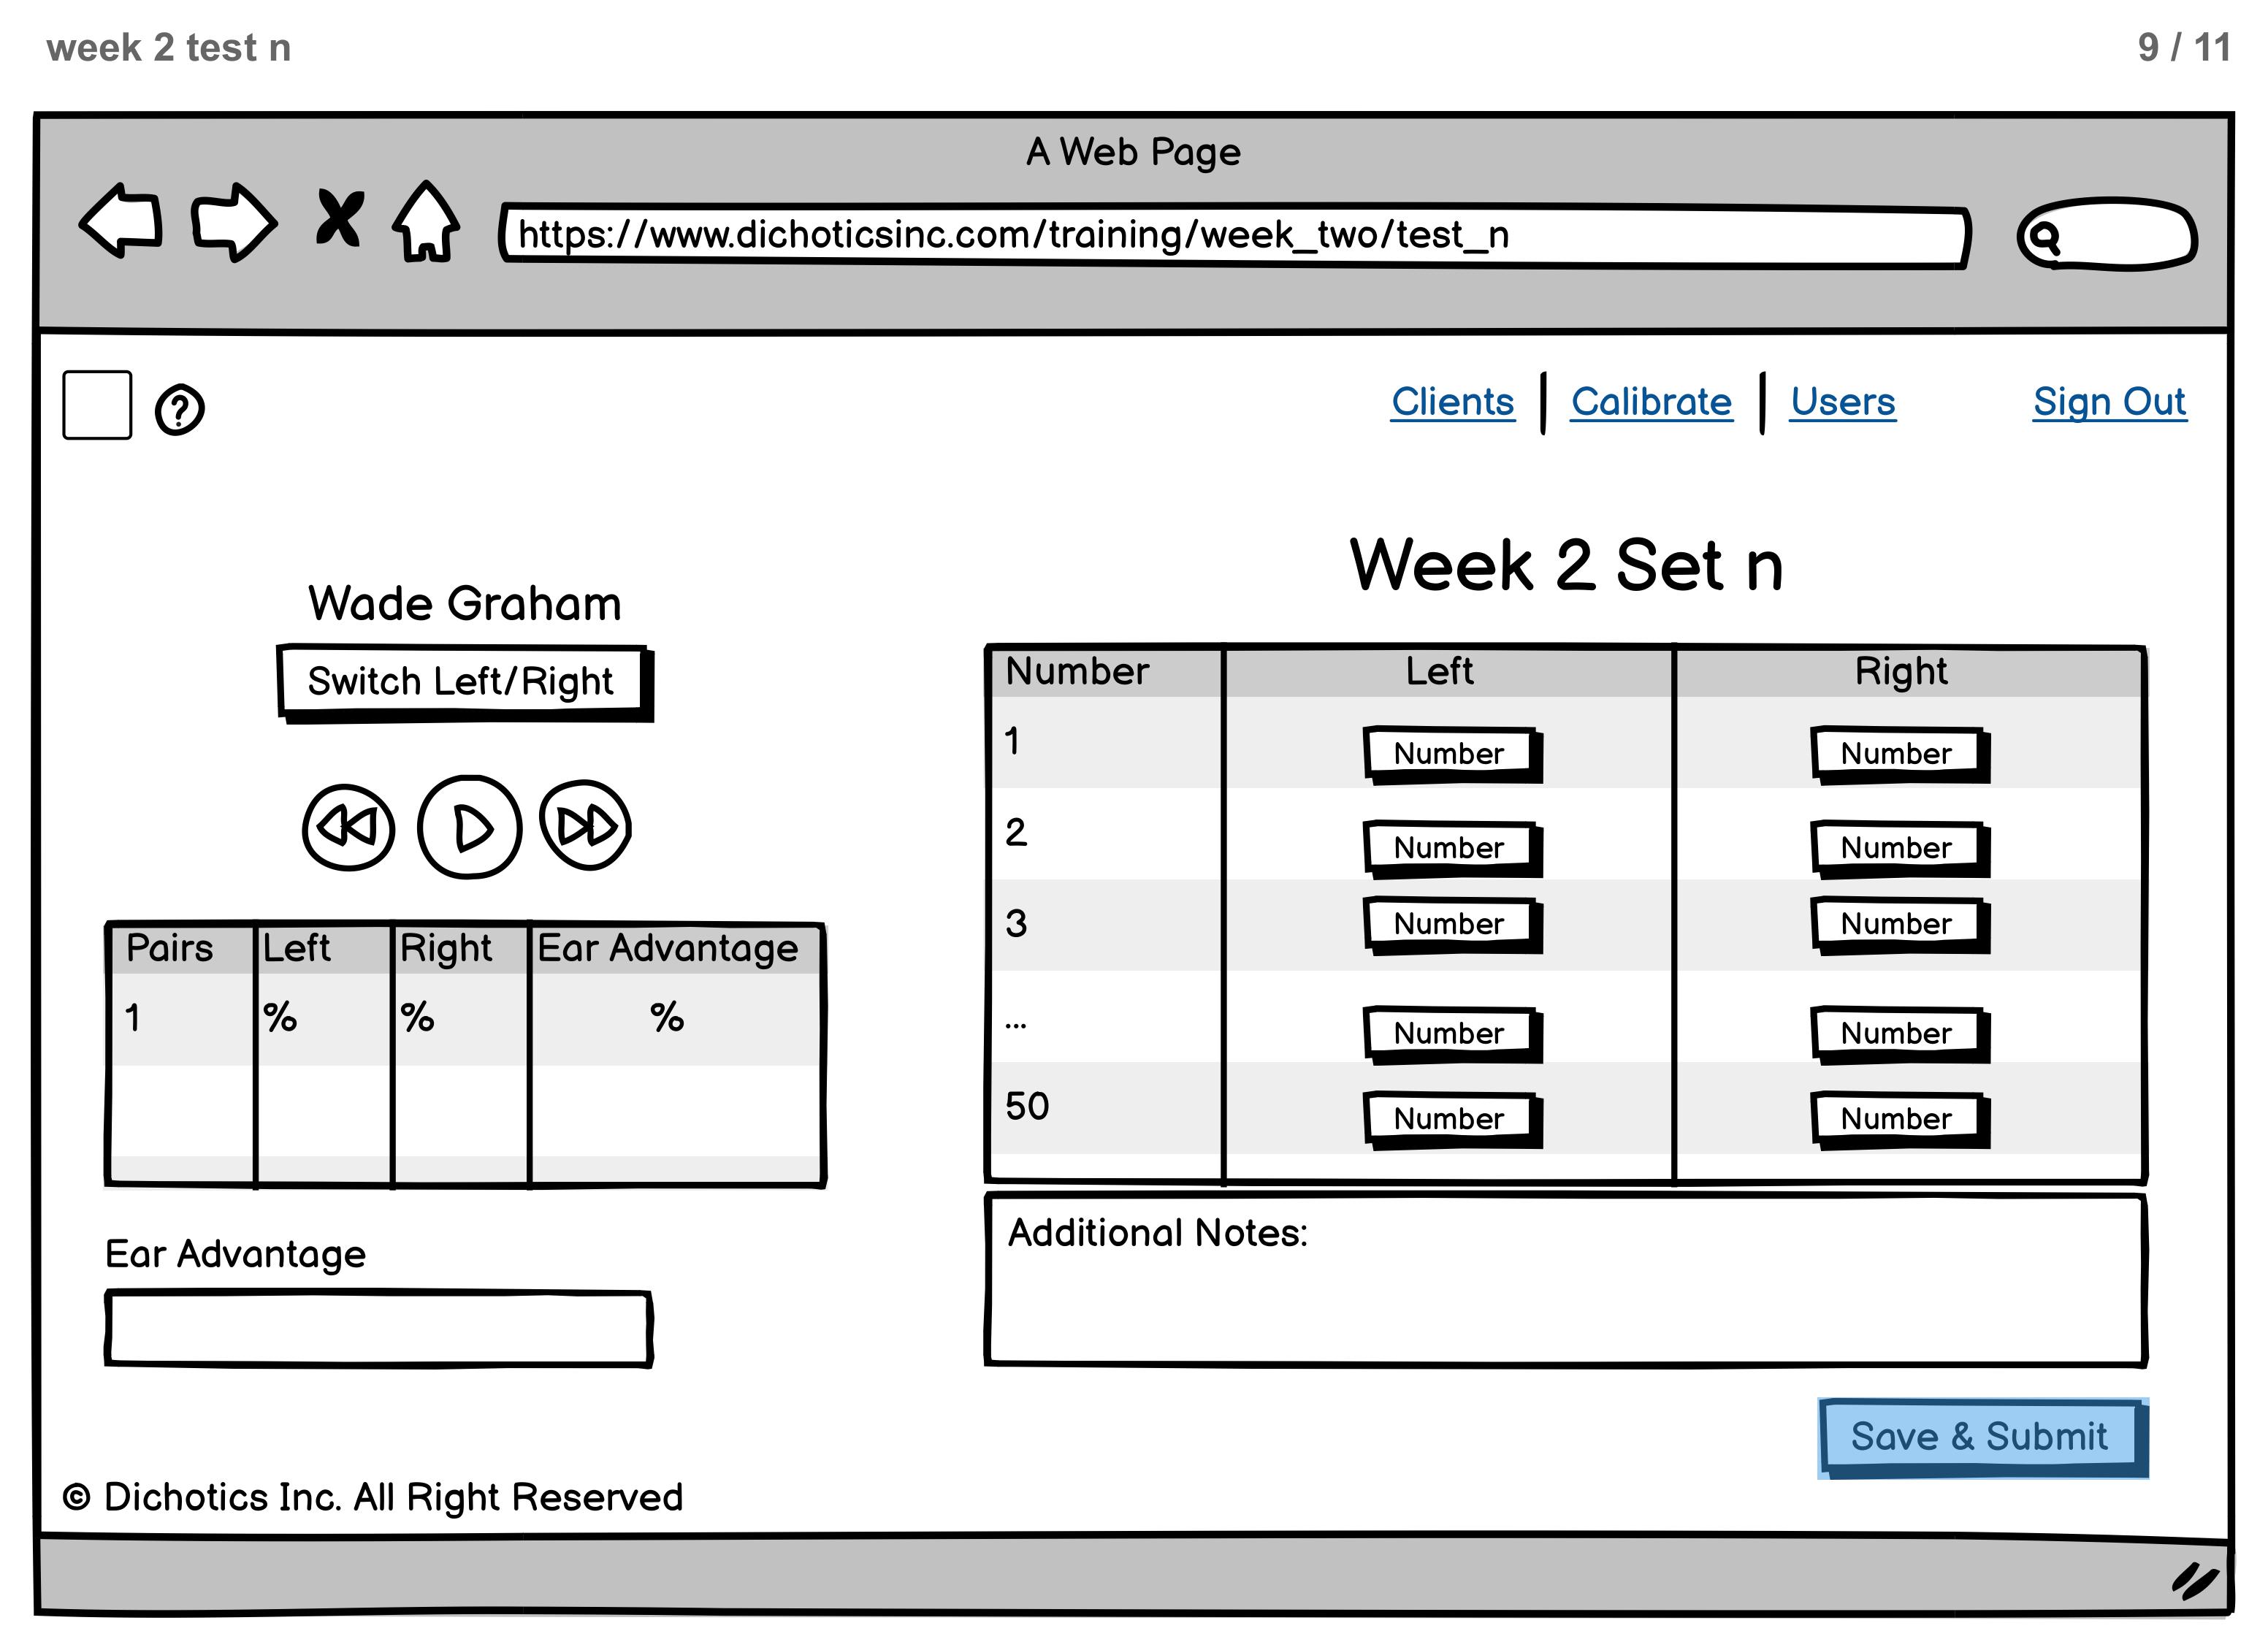 week 2 test n
9 / 11
A Web Page
https://www.dichoticsinc.com/training/week_two/test_n
?
Clients
Calibrate
Users
Sign Out
Week 2 Set n
Wade Graham
Switch Left/Right
Pairs Left Right Ear Advantage
1 % % %
Ear Advantage
Number Left Right
1 Number Number
2 Number Number
3 Number Number
... Number Number
50 Number Number
Additional Notes:
Save & Submit
© Dichotics Inc. All Right Reserved